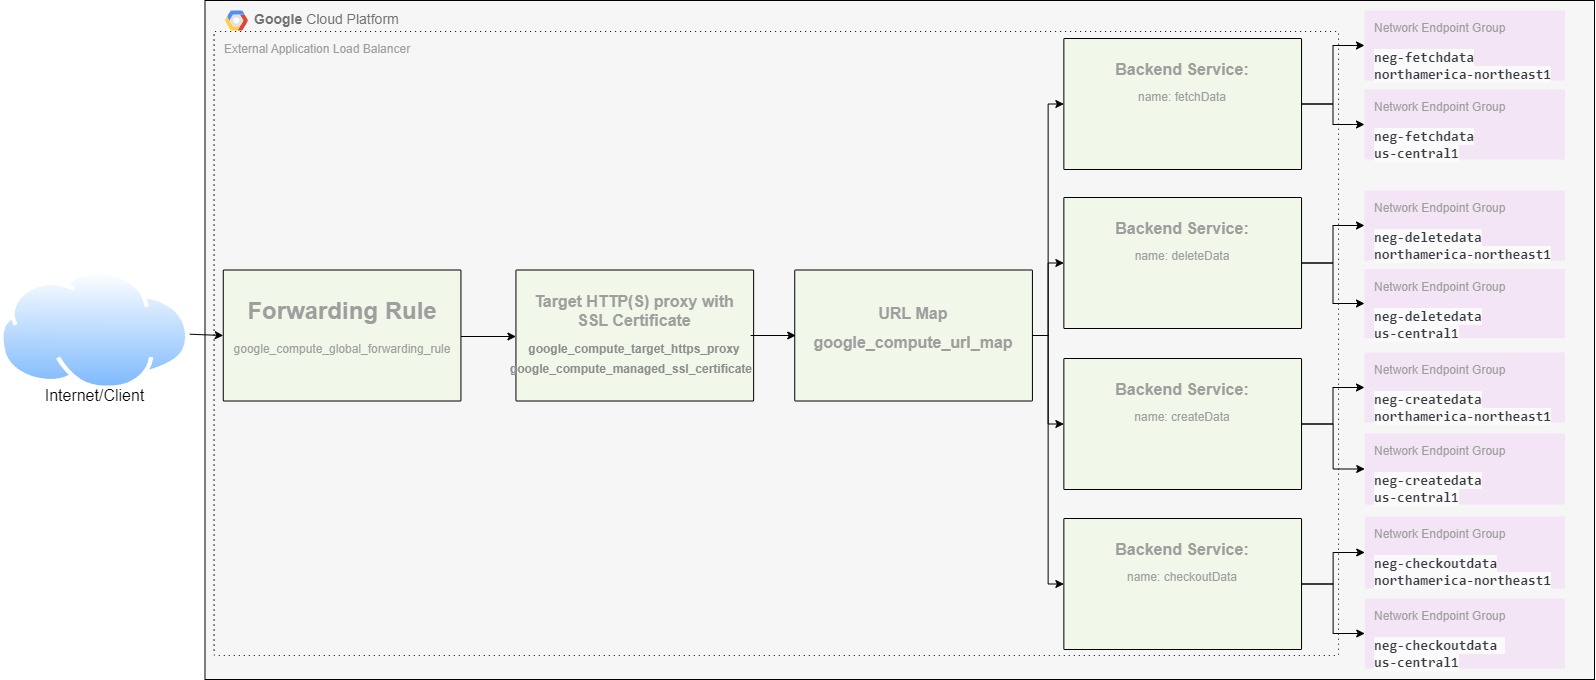 Google Cloud Platform
External Application Load Balancer
Internet/Client
Forwarding Rule
google_compute_global_forwarding_rule
Target HTTP(S) proxy with
SSL Certificate
google_compute_target_https_proxy
google_compute_managed_ssl_certificate
URL Map
google_compute_url_map
Backend Service:
name: fetchData
Backend Service:
name: deleteData
Backend Service:
name: createData
Backend Service:
name: checkoutData
Network Endpoint Group
neg-fetchdata
northamerica-northeast1
Network Endpoint Group
neg-fetchdata
us-central1
Network Endpoint Group
neg-deletedata
northamerica-northeast1
Network Endpoint Group
neg-deletedata
us-central1
Network Endpoint Group
neg-createdata
northamerica-northeast1
Network Endpoint Group
neg-createdata
us-central1
Network Endpoint Group
neg-checkoutdata
northamerica-northeast1
Network Endpoint Group
neg-checkoutdata
us-central1